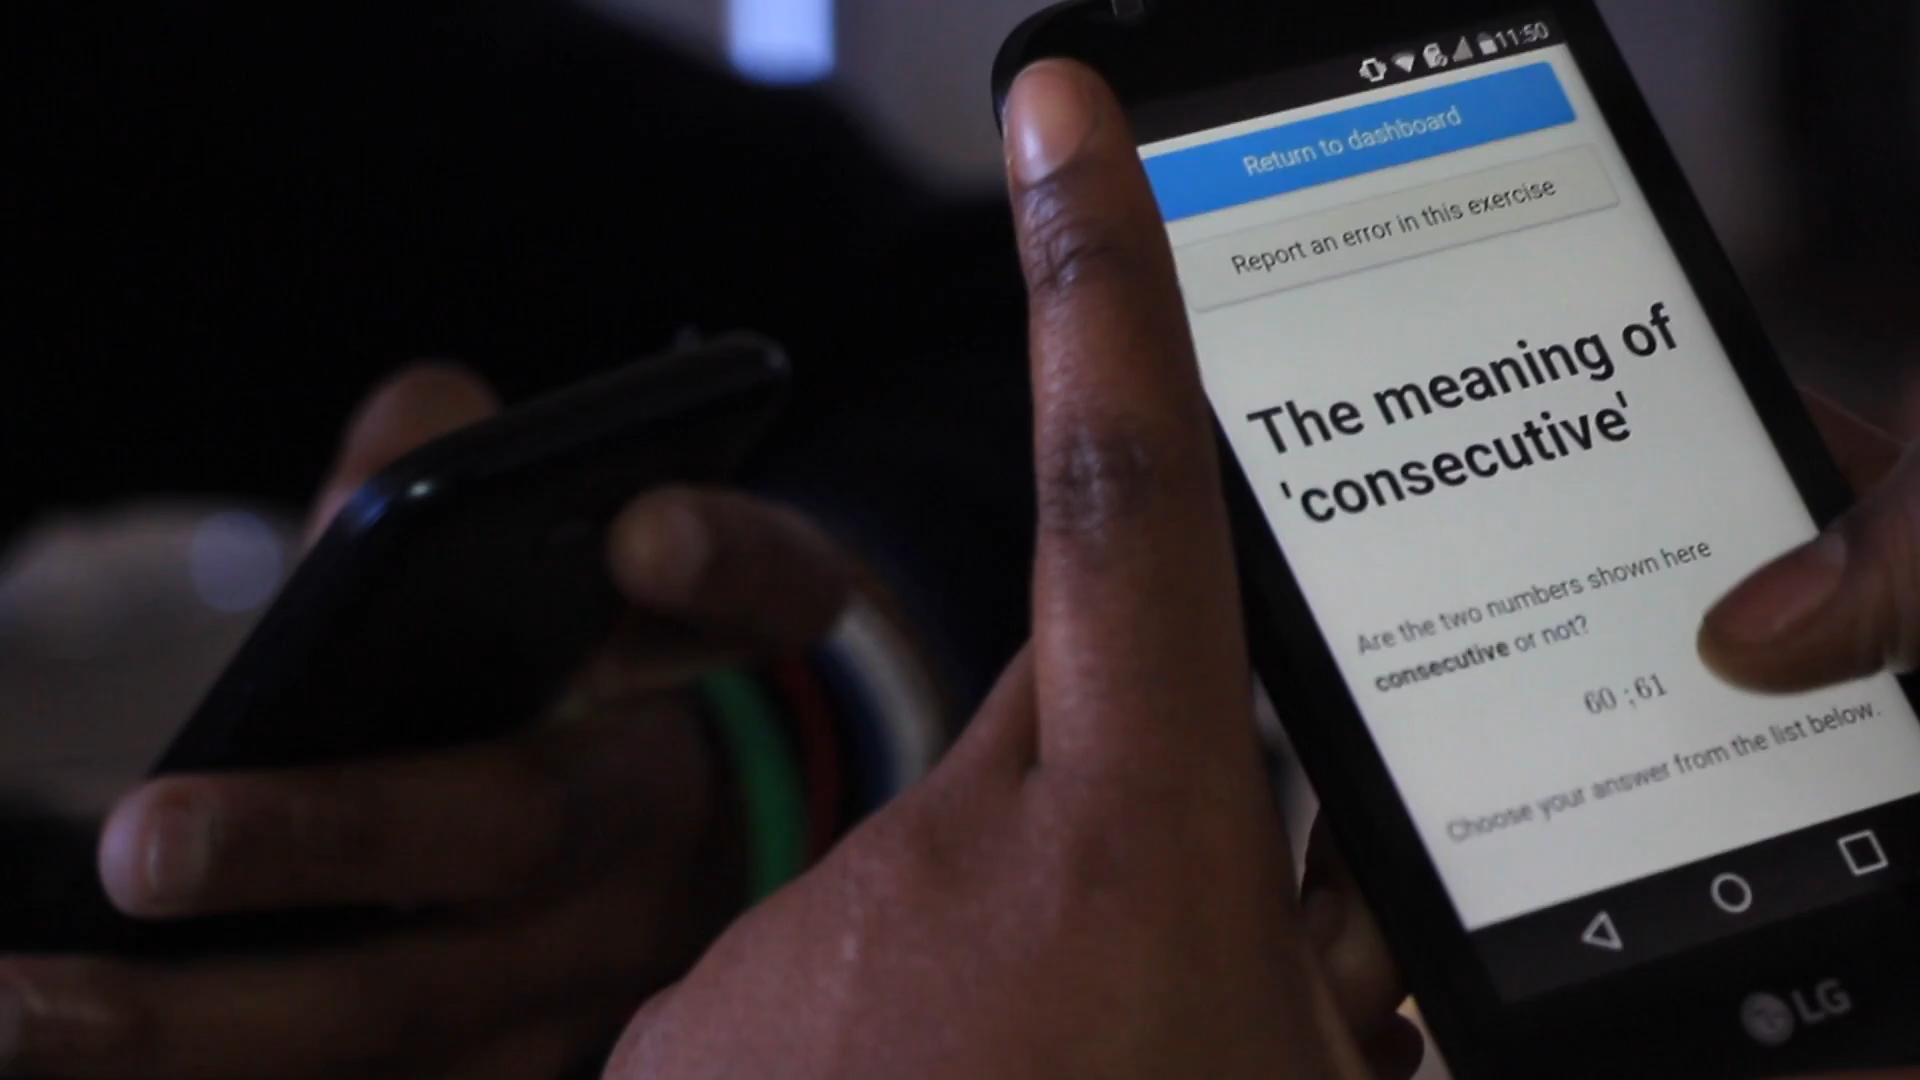 11:50
Return to dashboard
Report an error in this exercise
The meaning of
'consecutive'
Are the two numbers shown here
consecutive or not?
60 ; 61
Choose your answer from the list below.
LG